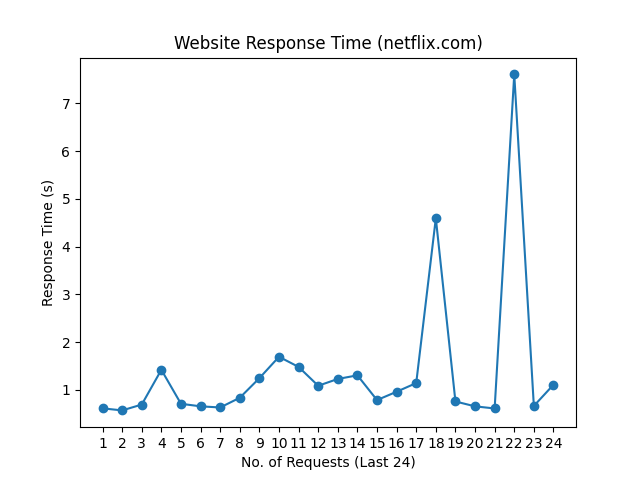 Website Response Time (netflix.com)
Response Time (s)
7
6
5
4
3
2
1
1 2 3 4 5 6 7 8 9 10 11 12 13 14 15 16 17 18 19 20 21 22 23 24
No. of Requests (Last 24)